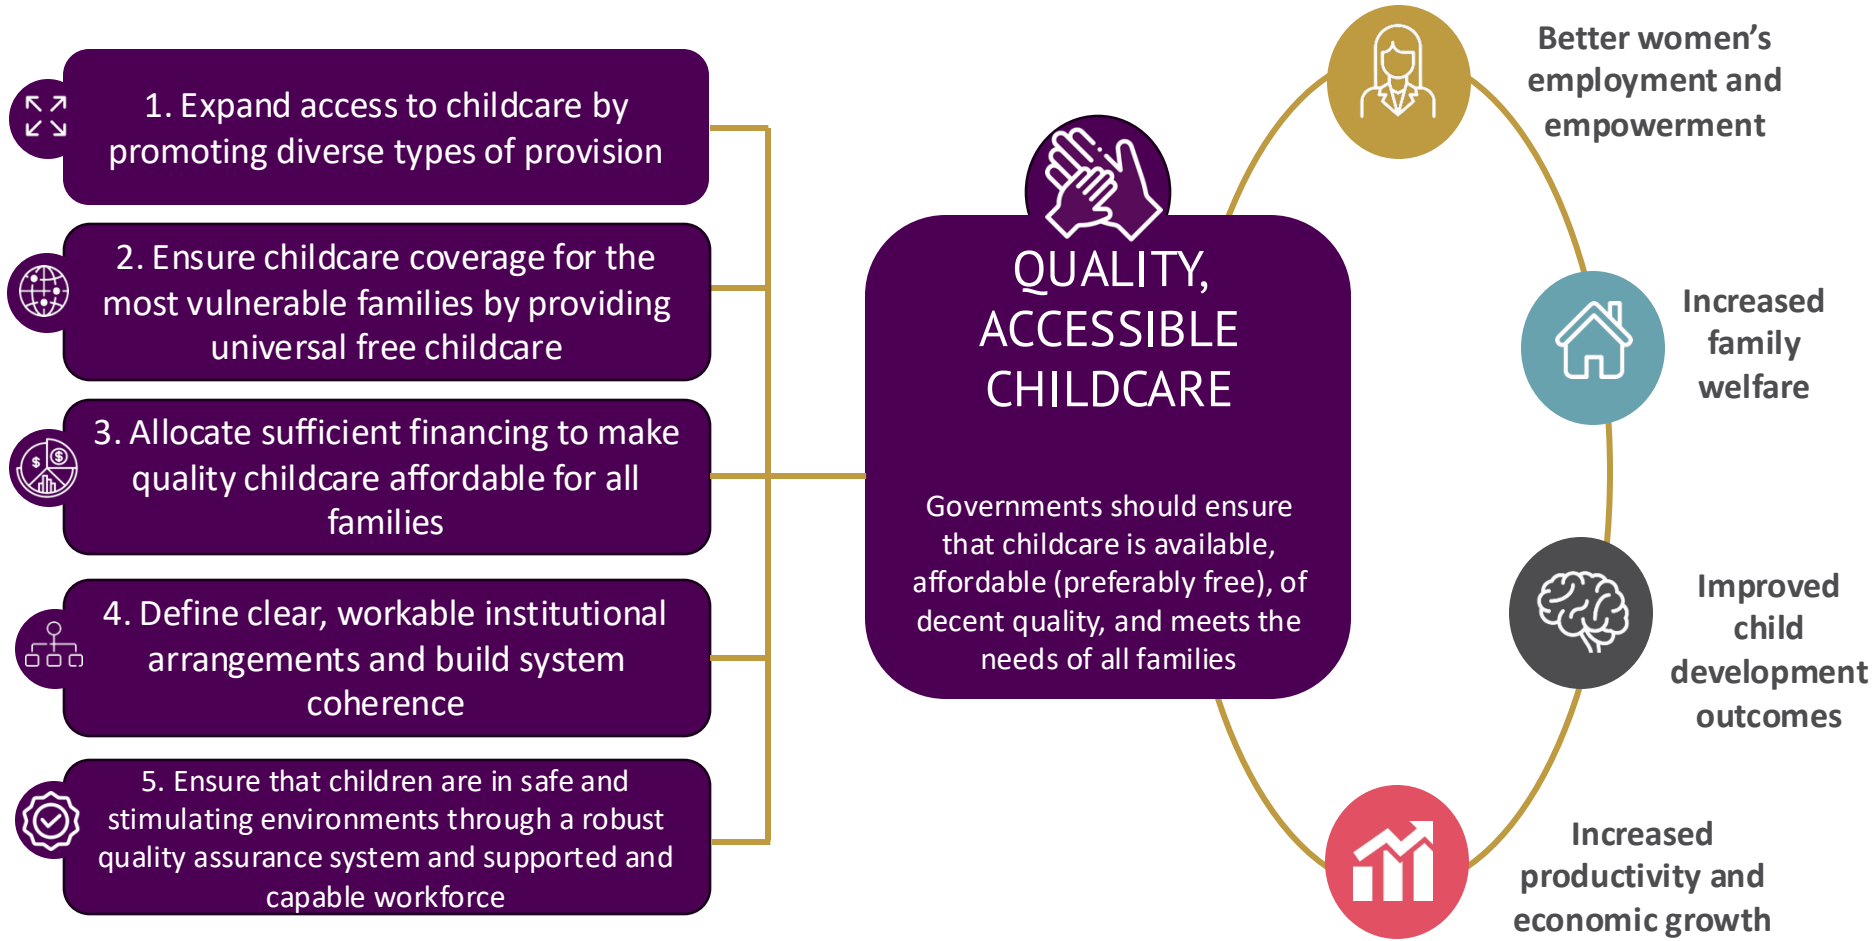 1. Expand access to childcare by
promoting diverse types of provision
2. Ensure childcare coverage for the
most vulnerable families by providing
universal free childcare
3. Allocate sufficient financing to make
quality childcare affordable for all
families
4. Define clear, workable institutional
arrangements and build system
coherence
5. Ensure that children are in safe and
stimulating environments through a robust
quality assurance system and supported and
capable workforce
QUALITY,
ACCESSIBLE
CHILDCARE
Governments should ensure
that childcare is available,
affordable (preferably free), of
decent quality, and meets the
needs of all families
Better women’s
employment and
empowerment
Increased
family
welfare
Improved
child
development
outcomes
Increased
productivity and
economic growth